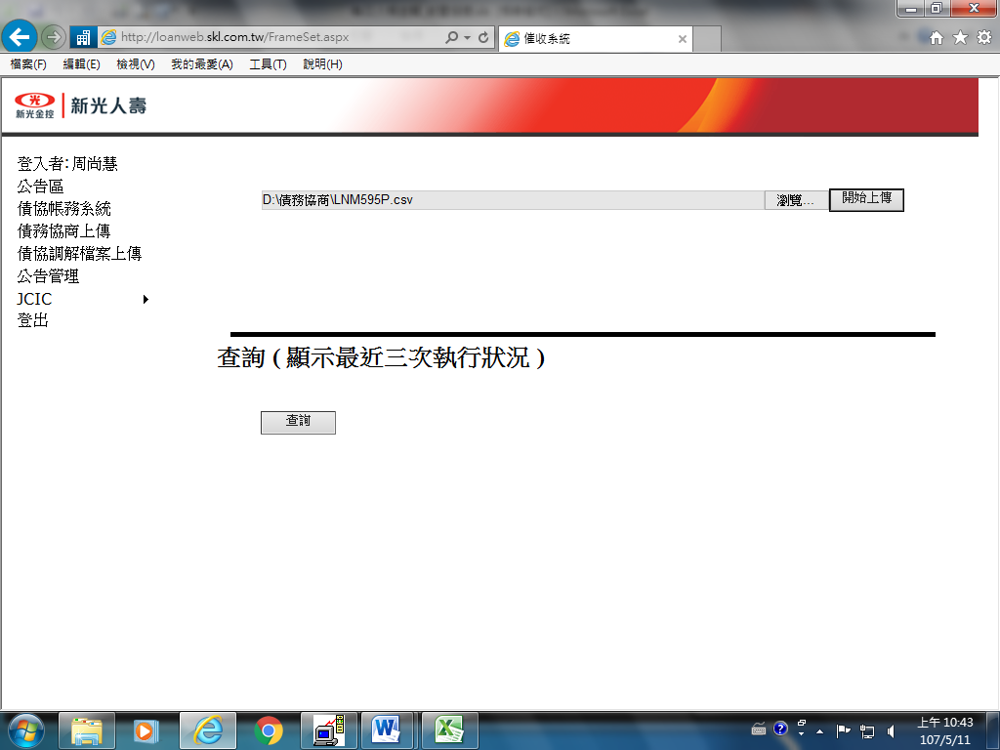 http://loanweb.skl.com.tw/FrameSet.aspx
催收系統
檔案(F) 編輯(E) 檢視(V) 我的最愛(A) 工具(T) 說明(H)
光
新光金控
新光人壽
登入者: 周尚慧
公告區
債協帳務系統
債務協商上傳
債協調解檔案上傳
公告管理
JCIC
登出
D:\債務協商\LNM595P.csv
瀏覽...
開始上傳
查詢 ( 顯示最近三次執行狀況 )
查詢
上午 10:43
107/5/11